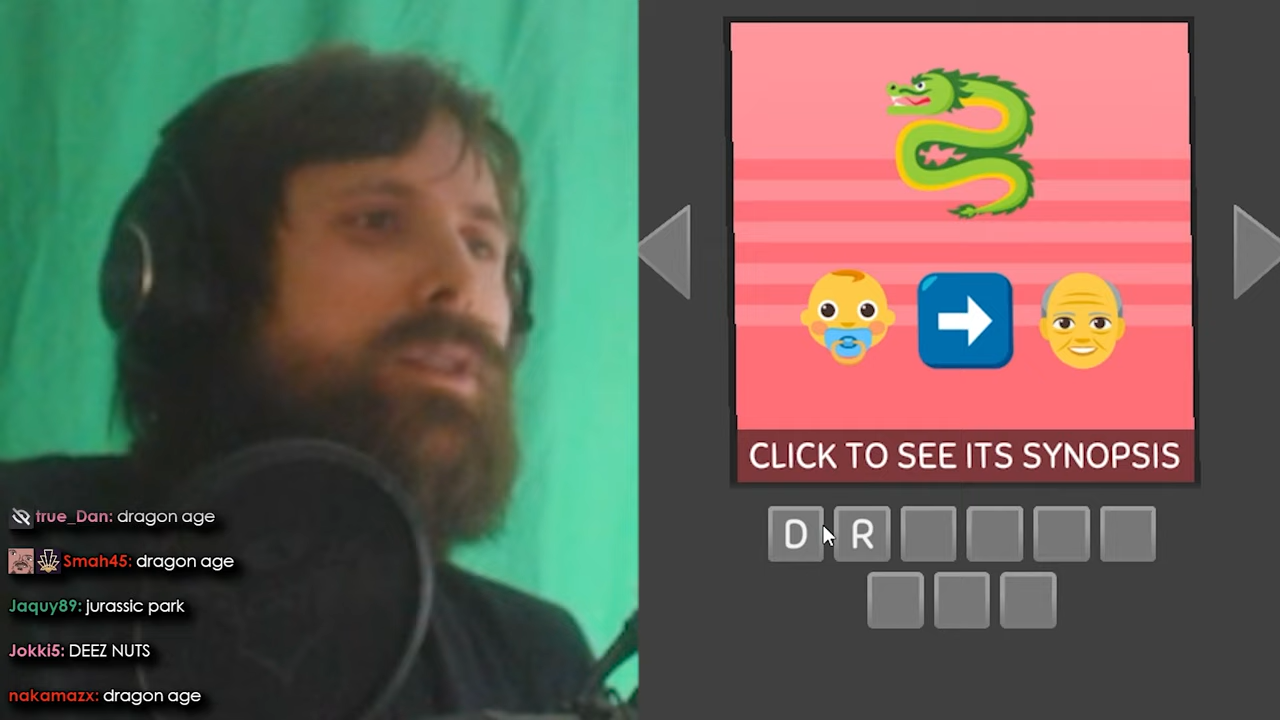 CLICK TO SEE ITS SYNOPSIS
D R
true_Dan: dragon age
Smah45: dragon age
Jaquy89: jurassic park
Jokki5: DEEZ NUTS
nakamazx: dragon age